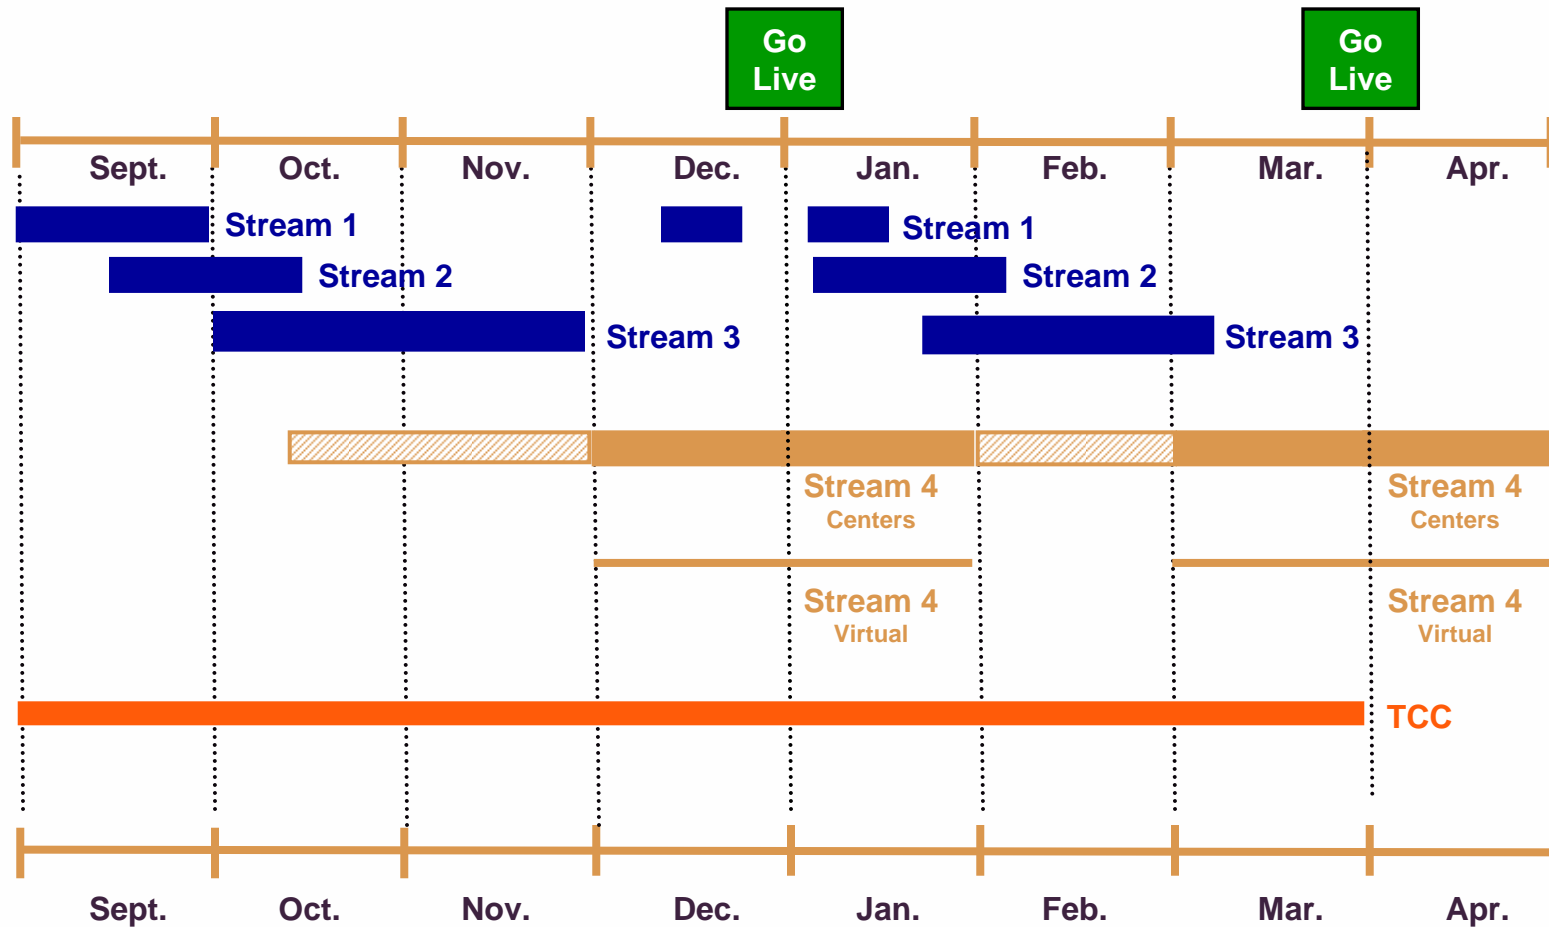 Go
Live
Go
Live
Sept. Oct. Nov. Dec. Jan. Feb. Mar. Apr.
Stream 1 Stream 1
Stream 2 Stream 2
Stream 3 Stream 3
Stream 4 Stream 4
Centers Centers
Stream 4 Stream 4
Virtual Virtual
TCC
Sept. Oct. Nov. Dec. Jan. Feb. Mar. Apr.